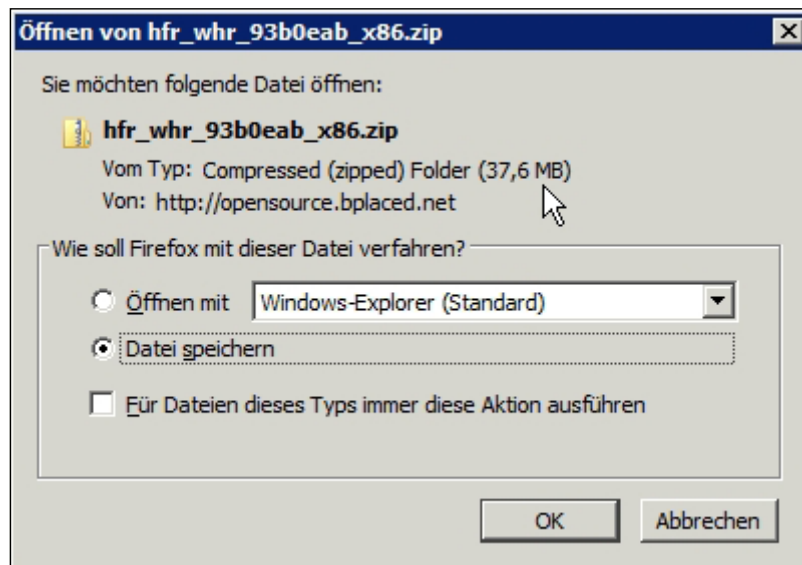 Öffnen von hfr_whr_93b0eab_x86.zip
Sie möchten folgende Datei öffnen:
hfr_whr_93b0eab_x86.zip
Vom Typ: Compressed (zipped) Folder (37,6 MB)
Von: http://opensource.bplaced.net
Wie soll Firefox mit dieser Datei verfahren?
Öffnen mit Windows-Explorer (Standard)
Datei speichern
Für Dateien dieses Typs immer diese Aktion ausführen
OK Abbrechen